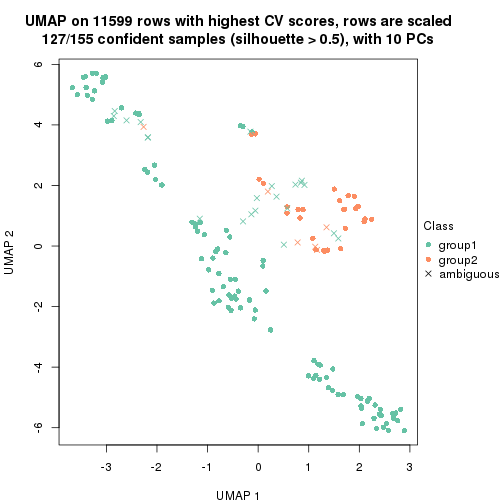 UMAP on 11599 rows with highest CV scores, rows are scaled
127/155 confident samples (silhouette > 0.5), with 10 PCs
6
4
2
0
-2
-4
-6
UMAP 2
-3
-2
-1
0
1
2
3
UMAP 1
Class
group1
group2
ambiguous